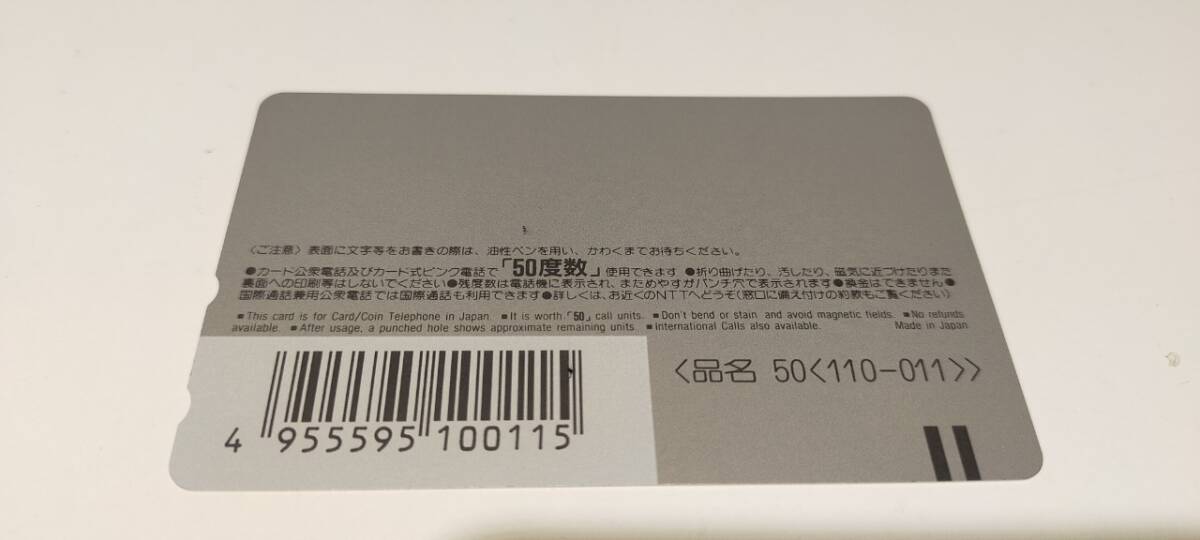 〈ご注意〉表面に文字等をお書きの際は、油性ペンを用い、かわくまでお待ちください。
●カード公衆電話及びカード式ピンク電話で「50度数」使用できます ●折り曲げたり、汚したり、磁気に近づけたりまた
裏面への印刷等はしないでください●残度数は電話機に表示され、まためやすがパンチ穴で表示されます●換金はできません●
国際通話兼用公衆電話では国際通話も利用できます●詳しくは、お近くのNTTへどうぞ(窓口に備え付けの約款もご覧ください)
■This card is for Card/Coin Telephone in Japan. ■It is worth「50」call units. ■Don't bend or stain and avoid magnetic fields. ■No refunds
available. ■After usage, a punched hole shows approximate remaining units. ■International Calls also available. Made in Japan
〈品名 50〈110-011〉〉
4 955595 100115